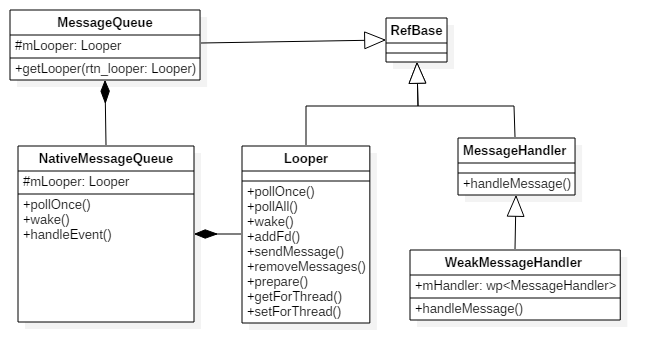 MessageQueue
#mLooper: Looper
+getLooper(rtn_looper: Looper)
RefBase
NativeMessageQueue
#mLooper: Looper
+pollOnce()
+wake()
+handleEvent()
Looper
+pollOnce()
+pollAll()
+wake()
+addFd()
+sendMessage()
+removeMessages()
+prepare()
+getForThread()
+setForThread()
MessageHandler
+handleMessage()
WeakMessageHandler
+mHandler: wp<MessageHandler>
+handleMessage()